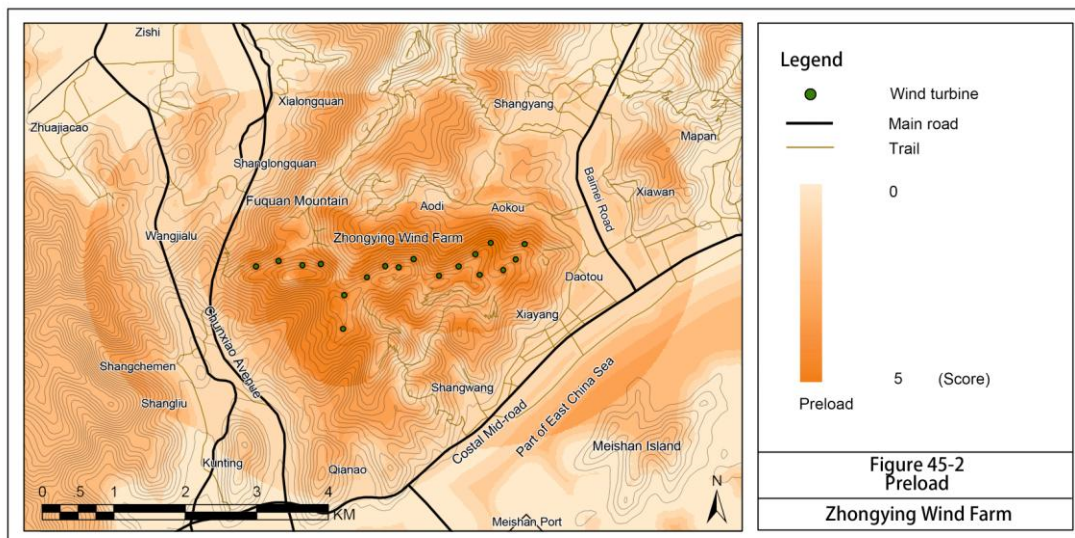 Zishi
Xialongquan
Shangyang
Zhuajiacao
Mapan
Shanglongquan
Xiawan
Fuquan Mountain
Aodi
Aokou
Baimei Road
Wangjialu
Zhongying Wind Farm
Daotou
Chunxiao Avenue
Xiayang
Shangchemen
Shangwang
Shangliu
Costal Mid-road
Part of East China Sea
Meishan Island
Kunting
Qianao
0 .5 1 2 3 4
KM
Meishan Port
N
Legend
Wind turbine
Main road
Trail
0
5 (Score)
Preload
Figure 45-2
Preload
Zhongying Wind Farm